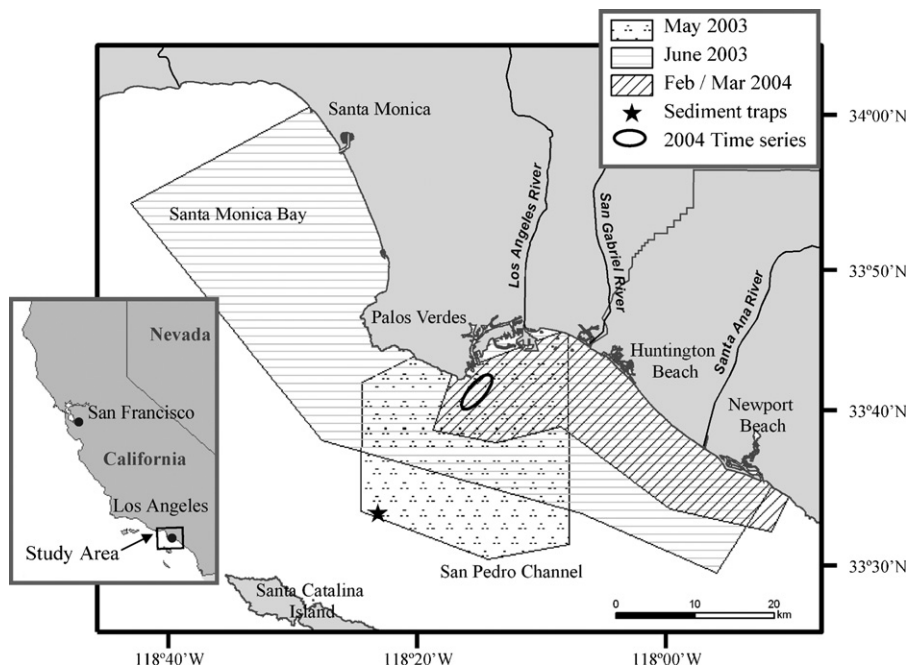 May 2003
June 2003
Feb / Mar 2004
Sediment traps
2004 Time series
Santa Monica
34°00'N
Santa Monica Bay
Los Angeles River
San Gabriel River
Santa Ana River
33°50'N
Palos Verdes
Huntington
Beach
33°40'N
Newport
Beach
Nevada
San Francisco
California
Los Angeles
Study Area
San Pedro Channel
33°30'N
Santa Catalina
Island
0 10 20
km
118°40'W
118°20'W
118°00'W